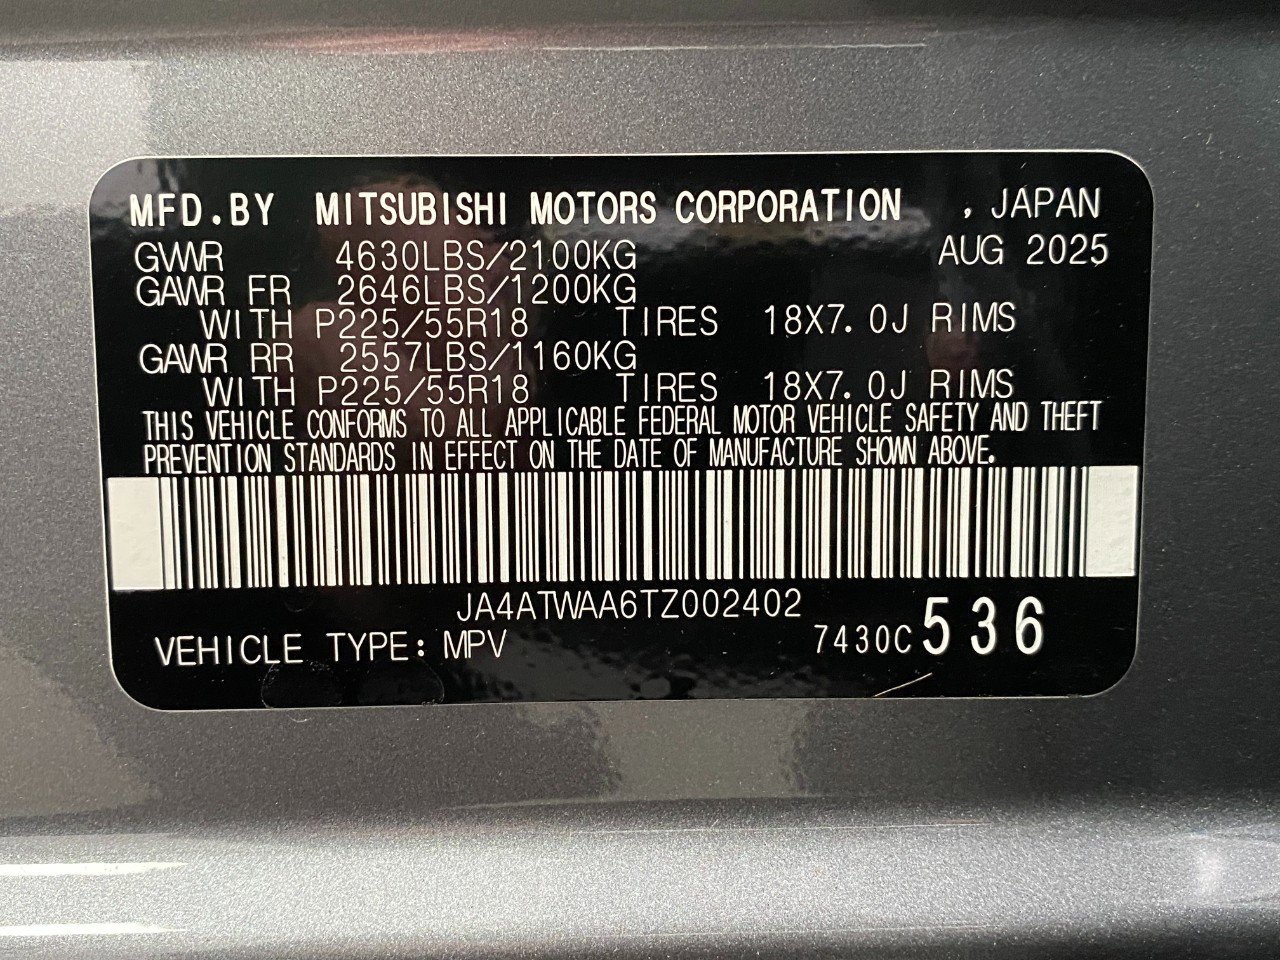 MFD.BY MITSUBISHI MOTORS CORPORATION , JAPAN
GVWR 4630LBS/2100KG AUG 2025
GAWR FR 2646LBS/1200KG
WITH P225/55R18 TIRES 18X7.0J RIMS
GAWR RR 2557LBS/1160KG
WITH P225/55R18 TIRES 18X7.0J RIMS
THIS VEHICLE CONFORMS TO ALL APPLICABLE FEDERAL MOTOR VEHICLE SAFETY AND THEFT
PREVENTION STANDARDS IN EFFECT ON THE DATE OF MANUFACTURE SHOWN ABOVE.
JA4ATWAA6TZ002402
VEHICLE TYPE: MPV 7430C 536